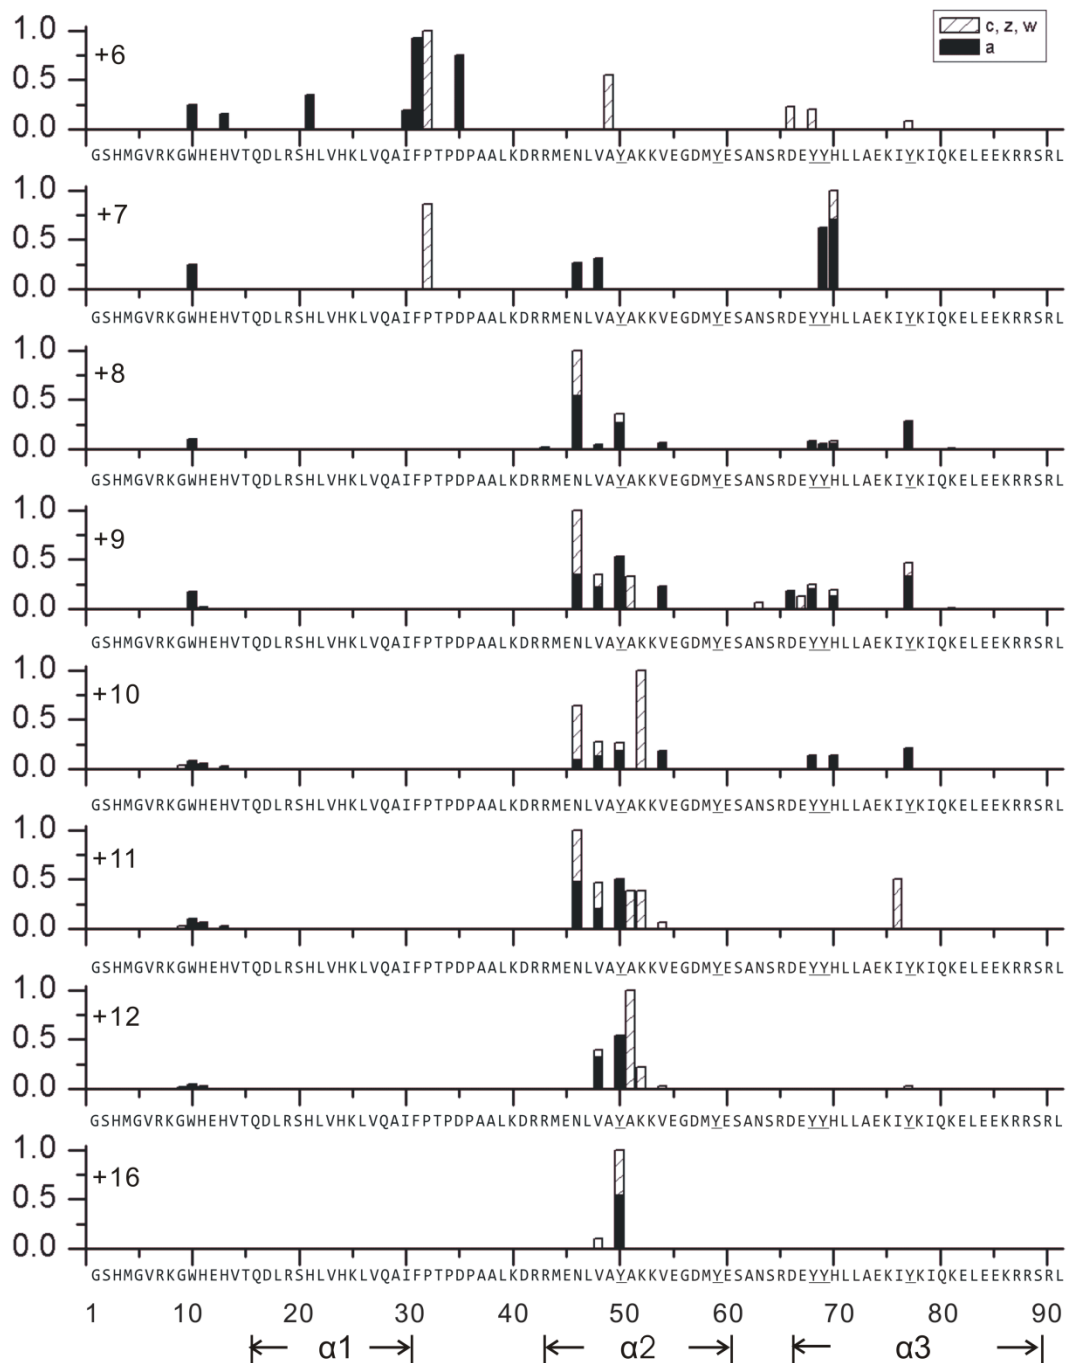 c, z, w
a
1.0
+6
0.5
0.0
GSHMGVRKGWHEHVTQDLRSHLVHKLVQAIFPTPDPAALKDRRMENLVAYAKKVEGDMYESANSRDEYYHLLAEKIYKIQKELEEKRRSRL
1.0
+7
0.5
0.0
GSHMGVRKGWHEHVTQDLRSHLVHKLVQAIFPTPDPAALKDRRMENLVAYAKKVEGDMYESANSRDEYYHLLAEKIYKIQKELEEKRRSRL
1.0
+8
0.5
0.0
GSHMGVRKGWHEHVTQDLRSHLVHKLVQAIFPTPDPAALKDRRMENLVAYAKKVEGDMYESANSRDEYYHLLAEKIYKIQKELEEKRRSRL
1.0
+9
0.5
0.0
GSHMGVRKGWHEHVTQDLRSHLVHKLVQAIFPTPDPAALKDRRMENLVAYAKKVEGDMYESANSRDEYYHLLAEKIYKIQKELEEKRRSRL
1.0
+10
0.5
0.0
GSHMGVRKGWHEHVTQDLRSHLVHKLVQAIFPTPDPAALKDRRMENLVAYAKKVEGDMYESANSRDEYYHLLAEKIYKIQKELEEKRRSRL
1.0
+11
0.5
0.0
GSHMGVRKGWHEHVTQDLRSHLVHKLVQAIFPTPDPAALKDRRMENLVAYAKKVEGDMYESANSRDEYYHLLAEKIYKIQKELEEKRRSRL
1.0
+12
0.5
0.0
GSHMGVRKGWHEHVTQDLRSHLVHKLVQAIFPTPDPAALKDRRMENLVAYAKKVEGDMYESANSRDEYYHLLAEKIYKIQKELEEKRRSRL
1.0
+16
0.5
0.0
GSHMGVRKGWHEHVTQDLRSHLVHKLVQAIFPTPDPAALKDRRMENLVAYAKKVEGDMYESANSRDEYYHLLAEKIYKIQKELEEKRRSRL
1 10 20 30 40 50 60 70 80 90
α1 α2 α3